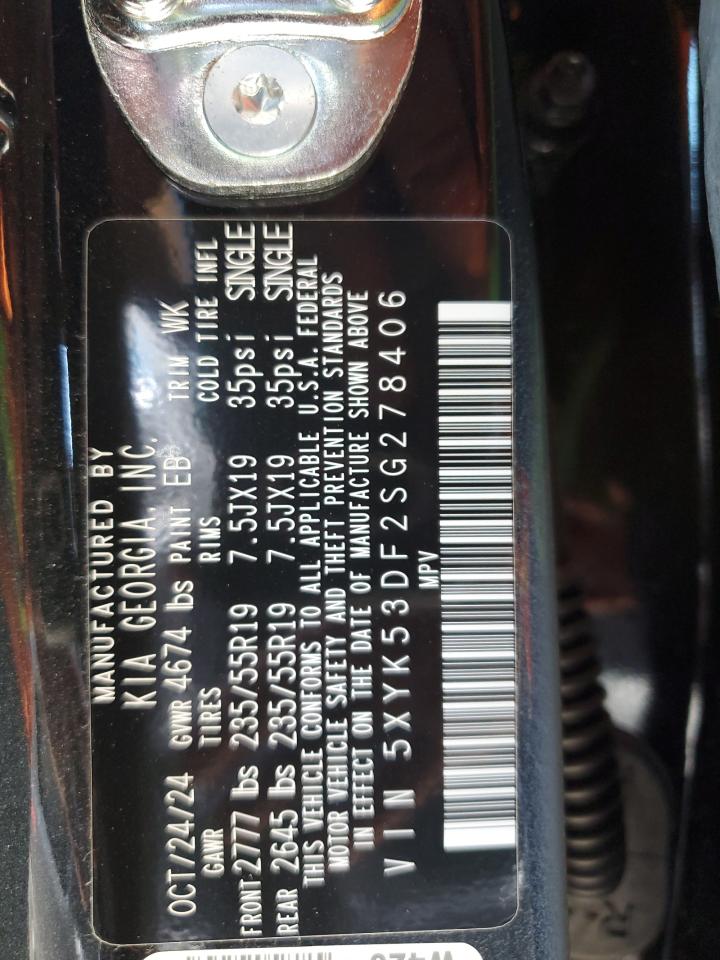 MANUFACTURED BY
KIA GEORGIA, INC.
OCT/24/24 GVWR 4674 lbs PAINT EB TRIM WK
GAWR TIRES RIMS COLD TIRE INFL
FRONT 2777 lbs 235/55R19 7.5JX19 35psi SINGLE
REAR 2645 lbs 235/55R19 7.5JX19 35psi SINGLE
THIS VEHICLE CONFORMS TO ALL APPLICABLE U.S.A. FEDERAL
MOTOR VEHICLE SAFETY AND THEFT PREVENTION STANDARDS
IN EFFECT ON THE DATE OF MANUFACTURE SHOWN ABOVE
VIN 5XYK53DF2SG278406
MPV